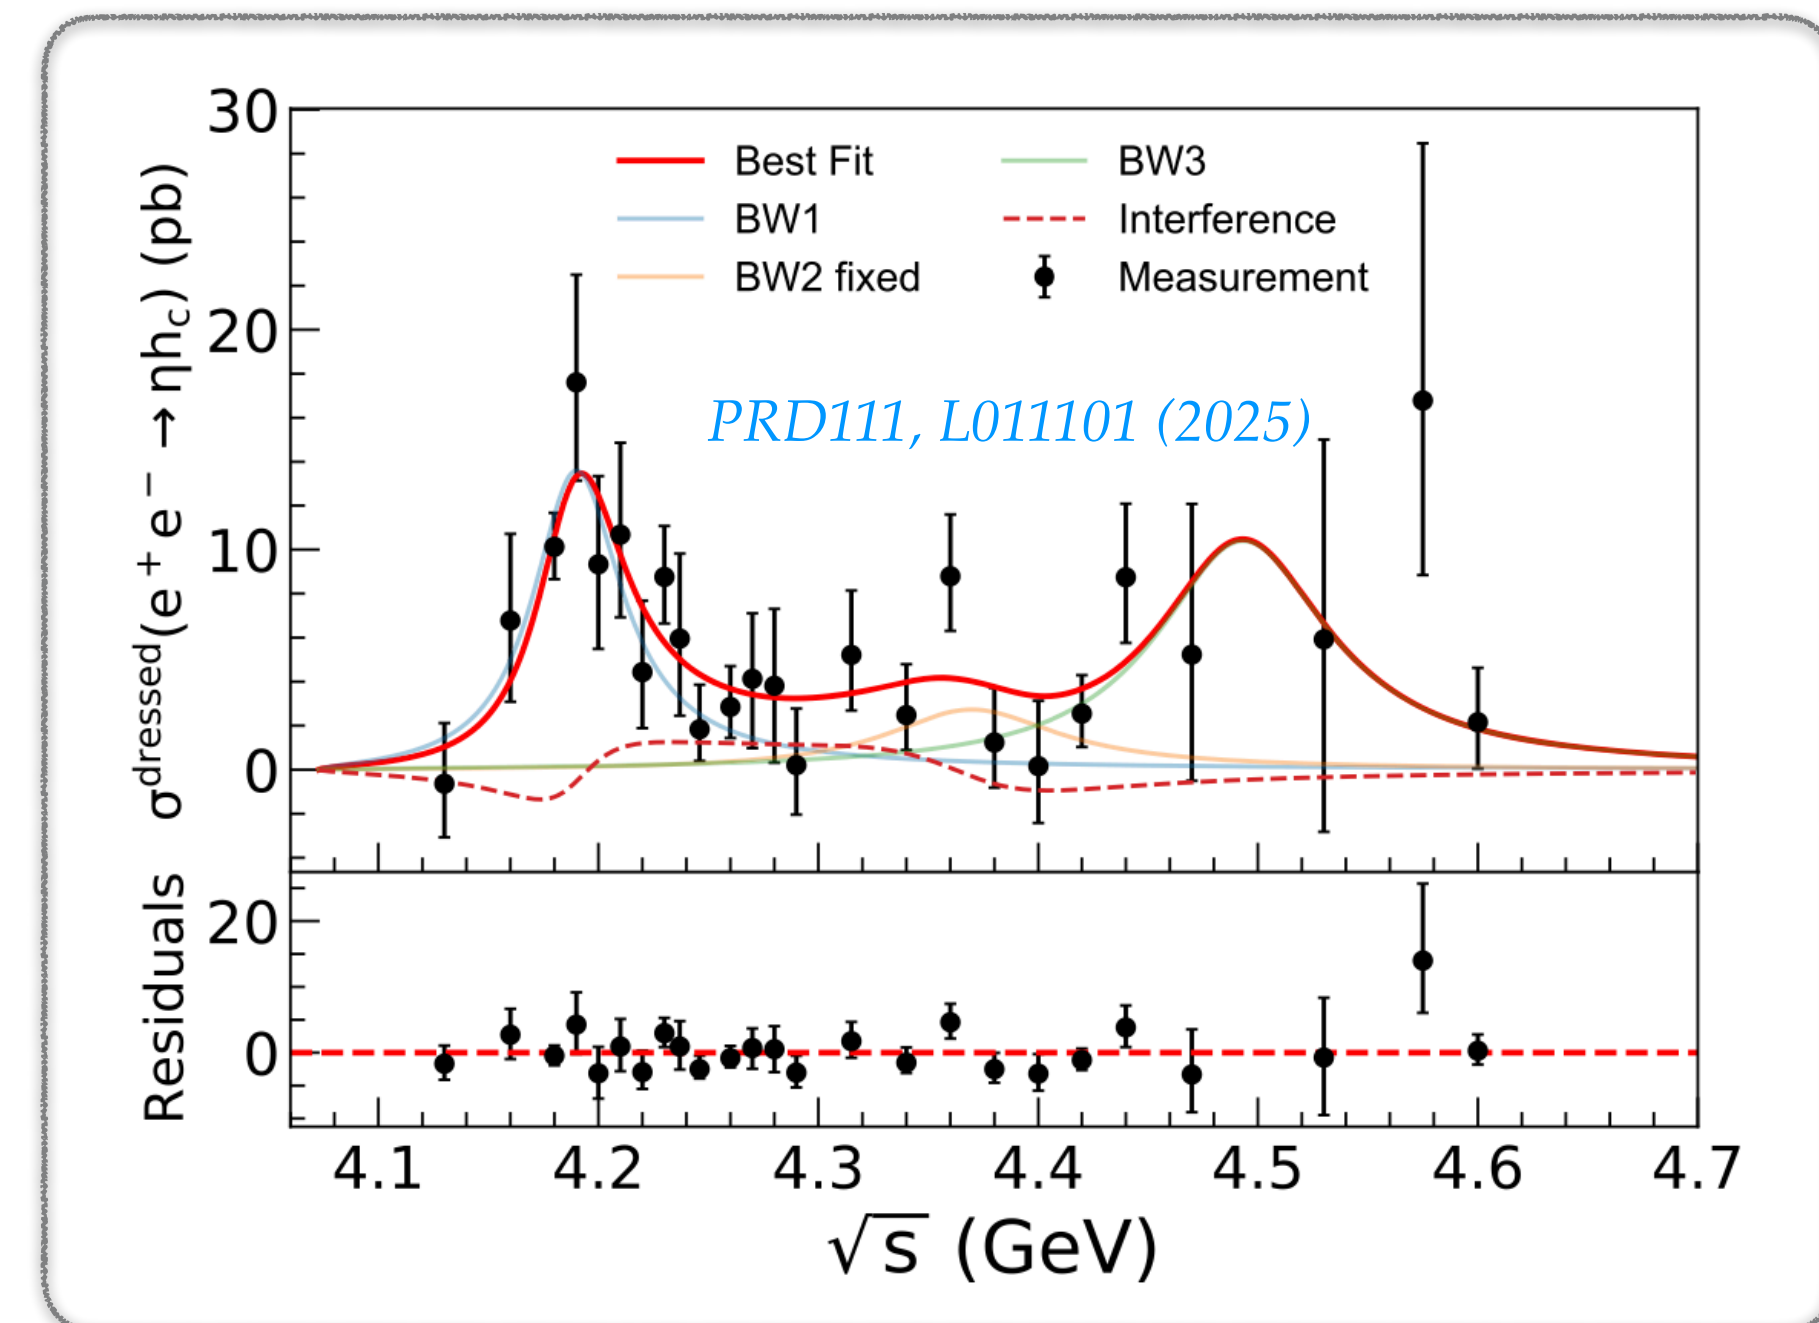 σ^dressed(e⁺e⁻ → ηh_c) (pb)
30
20
10
0
Best Fit
BW1
BW2 fixed
BW3
Interference
Measurement
PRD111, L011101 (2025)
Residuals
20
0
4.1 4.2 4.3 4.4 4.5 4.6 4.7
√s (GeV)